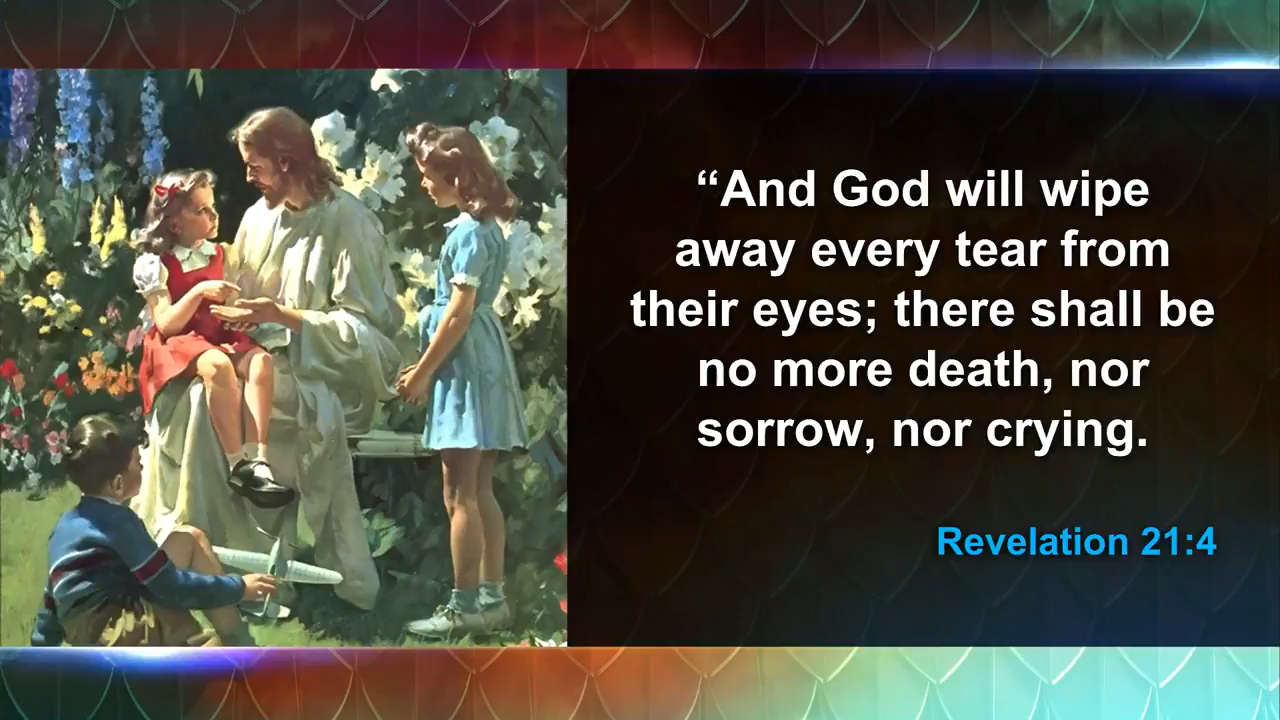 “And God will wipe
away every tear from
their eyes; there shall be
no more death, nor
sorrow, nor crying.
Revelation 21:4